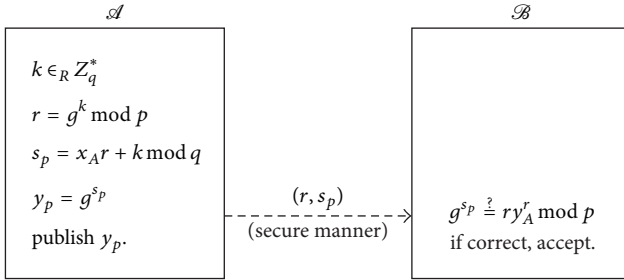 𝒜
k ∈_R Z_q^*
r = g^k mod p
s_p = x_A r + k mod q
y_p = g^{s_p}
publish y_p.
(r, s_p)
(secure manner)
ℬ
g^{s_p} ≟ r y_A^r mod p
if correct, accept.